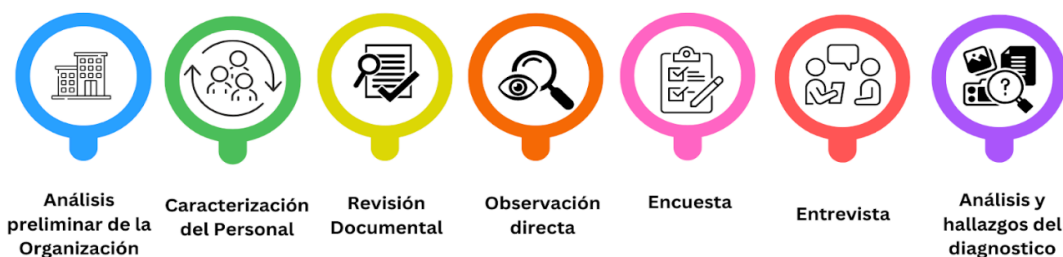 Análisis
preliminar de la
Organización
Caracterización
del Personal
Revisión
Documental
Observación
directa
Encuesta
Entrevista
Análisis y
hallazgos del
diagnostico